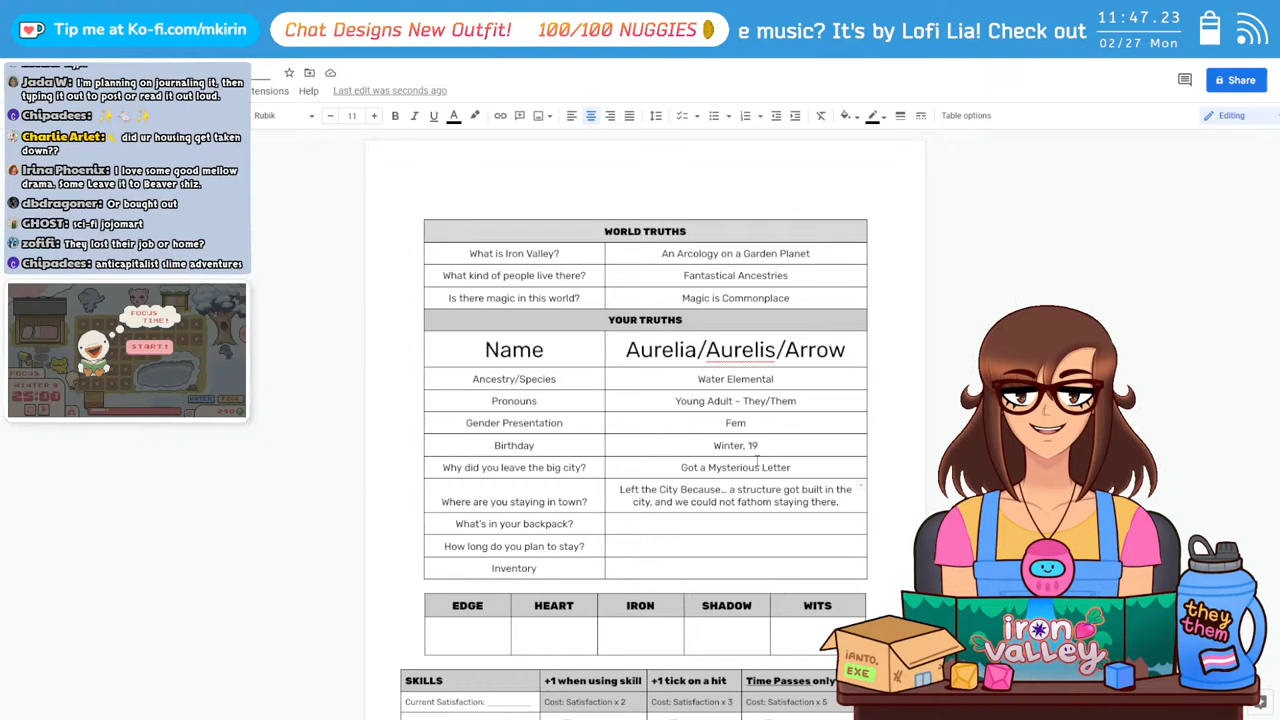 Tip me at Ko-fi.com/mkirin
Chat Designs New Outfit! 100/100 NUGGIES
e music? It's by Lofi Lia! Check out
11:47.23
02/27 Mon
Jada W: I'm planning on journaling it, then
typing it out to post or read it out loud.
Chipadees:
Charlie Arlet: did ur housing get taken
down??
Irina Phoenix: I love some good mellow
drama. Some Leave it to Beaver shiz.
dbdragoner: Or bought out
GHOST: sci-fi jojomart
zofifi: They lost their job or home?
Chipadees: anticapitalist slime adventures
tensions Help Last edit was seconds ago
Share
Rubik
11
B I U A
Table options
Editing
FOCUS
TIME!
START!
FOCUS
WINTER 9
25:00
WORLD TRUTHS
What is Iron Valley? An Arcology on a Garden Planet
What kind of people live there? Fantastical Ancestries
Is there magic in this world? Magic is Commonplace
YOUR TRUTHS
Name Aurelia/Aurelis/Arrow
Ancestry/Species Water Elemental
Pronouns Young Adult ~ They/Them
Gender Presentation Fem
Birthday Winter, 19
Why did you leave the big city? Got a Mysterious Letter
Where are you staying in town? Left the City Because... a structure got built in the
city, and we could not fathom staying there.
What's in your backpack?
How long do you plan to stay?
Inventory
EDGE HEART IRON SHADOW WITS
SKILLS +1 when using skill +1 tick on a hit Time Passes only
Current Satisfaction: Cost: Satisfaction x 2 Cost: Satisfaction x 3 Cost: Satisfaction x 5
IANTO.
EXE
iron
valley
they
them